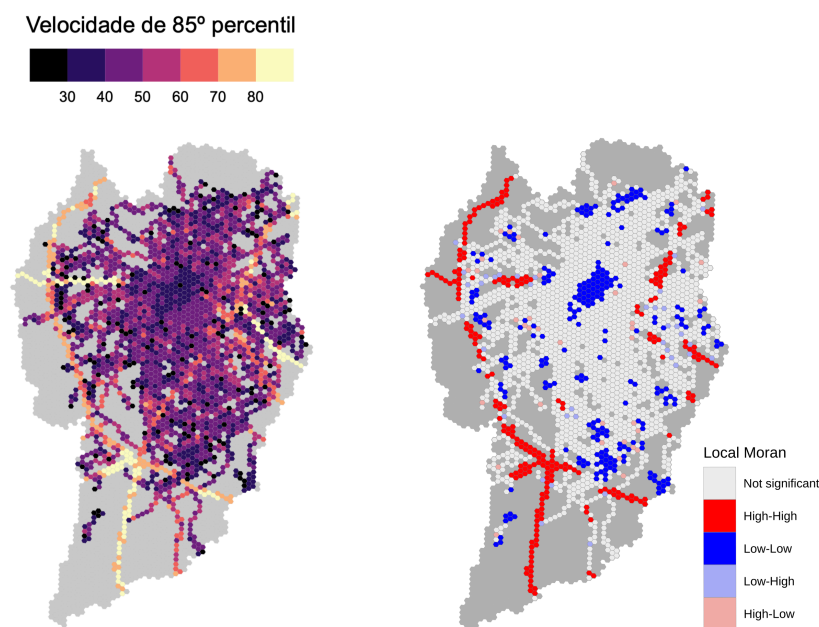 Velocidade de 85º percentil
30 40 50 60 70 80
Local Moran
Not significant
High-High
Low-Low
Low-High
High-Low